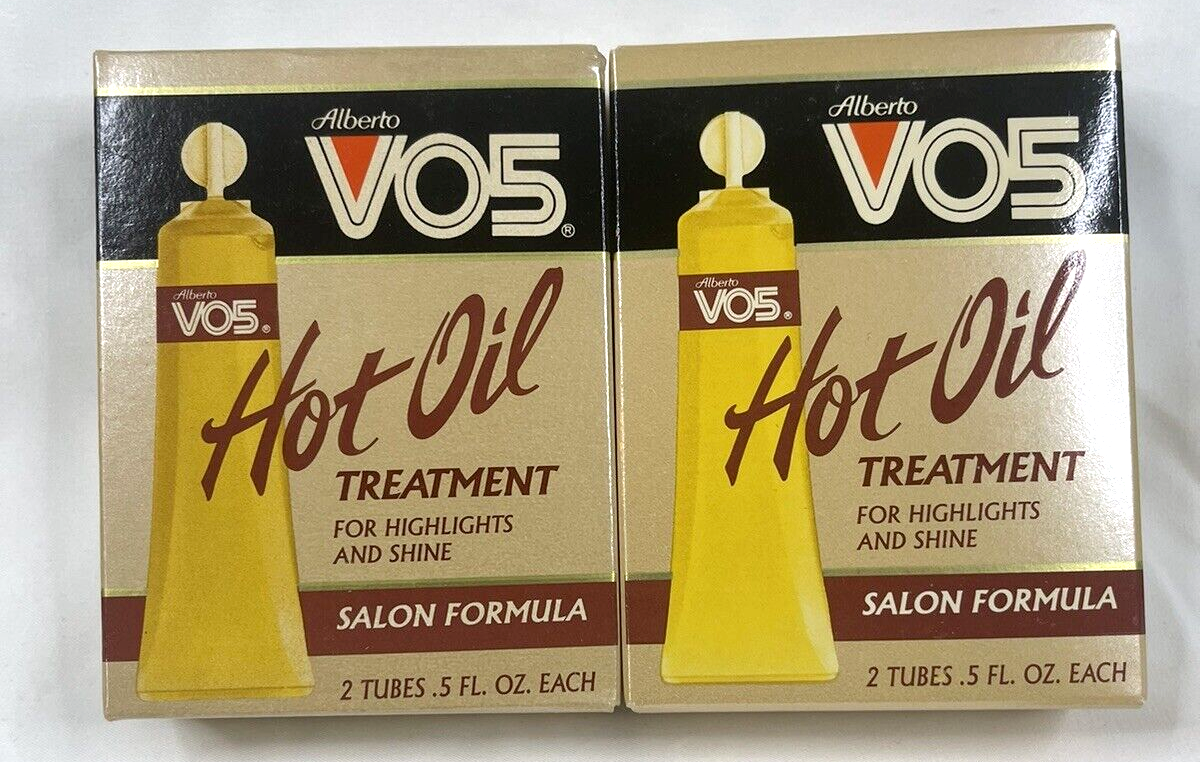 Alberto
VO5®
Alberto
VO5®
Hot Oil
TREATMENT
FOR HIGHLIGHTS
AND SHINE
SALON FORMULA
2 TUBES .5 FL. OZ. EACH
Alberto
VO5
Alberto
VO5®
Hot Oil
TREATMENT
FOR HIGHLIGHTS
AND SHINE
SALON FORMULA
2 TUBES .5 FL. OZ. EACH